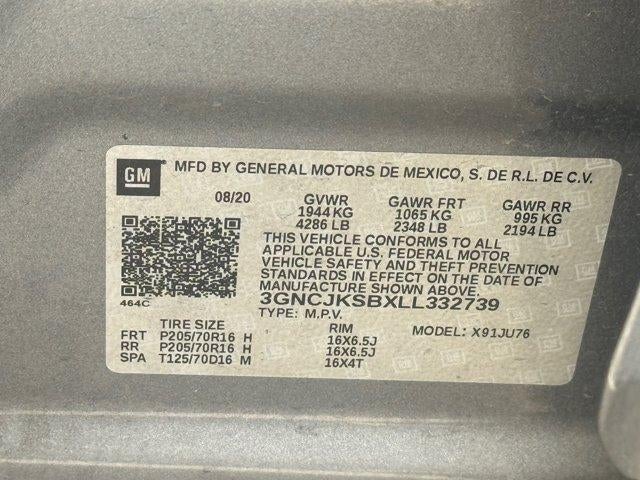 GM
MFD BY GENERAL MOTORS DE MEXICO, S. DE R.L. DE C.V.
08/20 GVWR GAWR FRT GAWR RR
1944 KG 1065 KG 995 KG
4286 LB 2348 LB 2194 LB
THIS VEHICLE CONFORMS TO ALL
APPLICABLE U.S. FEDERAL MOTOR
VEHICLE SAFETY AND THEFT PREVENTION
STANDARDS IN EFFECT ON THE DATE OF
MANUFACTURE SHOWN ABOVE.
464C
3GNCJKSBXLL332739
TYPE: M.P.V.
TIRE SIZE RIM MODEL: X91JU76
FRT P205/70R16 H 16X6.5J
RR P205/70R16 H 16X6.5J
SPA T125/70D16 M 16X4T